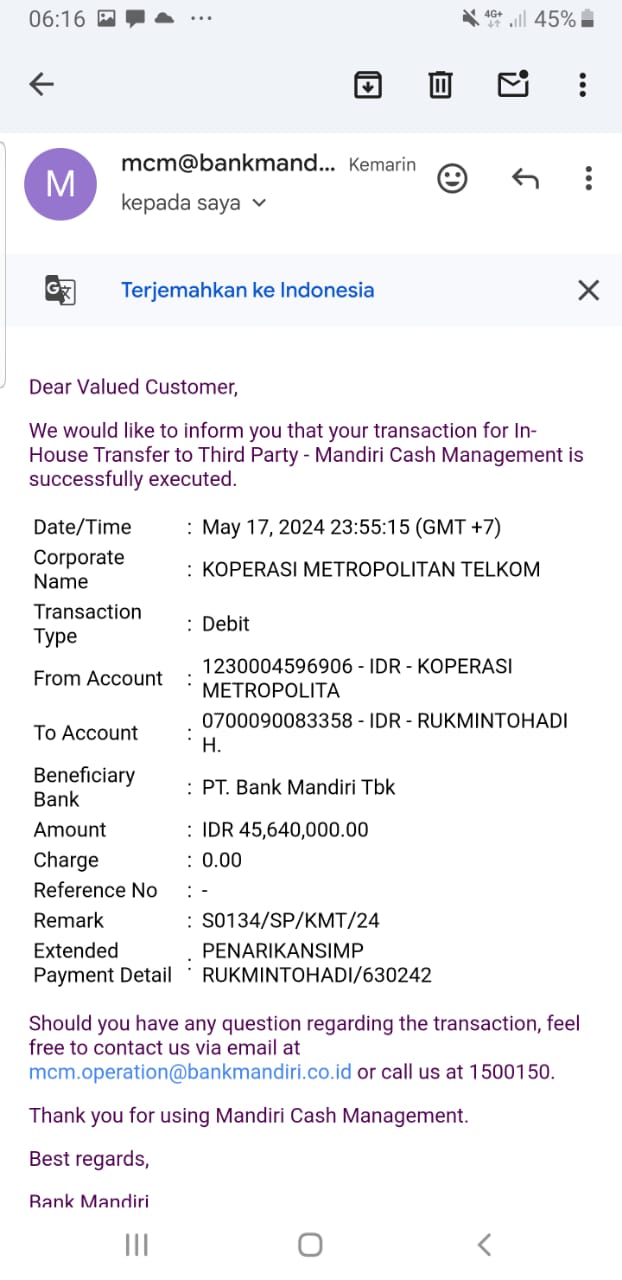 06:16 ... 4G+ 45%
mcm@bankmand... Kemarin
M
kepada saya
Terjemahkan ke Indonesia
Dear Valued Customer,
We would like to inform you that your transaction for In-
House Transfer to Third Party - Mandiri Cash Management is
successfully executed.
Date/Time : May 17, 2024 23:55:15 (GMT +7)
Corporate
Name : KOPERASI METROPOLITAN TELKOM
Transaction
Type : Debit
From Account : 1230004596906 - IDR - KOPERASI
METROPOLITA
To Account : 0700090083358 - IDR - RUKMINTOHADI
H.
Beneficiary
Bank : PT. Bank Mandiri Tbk
Amount : IDR 45,640,000.00
Charge : 0.00
Reference No : -
Remark : S0134/SP/KMT/24
Extended
Payment Detail : PENARIKANSIMP
RUKMINTOHADI/630242
Should you have any question regarding the transaction, feel
free to contact us via email at
mcm.operation@bankmandiri.co.id or call us at 1500150.
Thank you for using Mandiri Cash Management.
Best regards,
Bank Mandiri